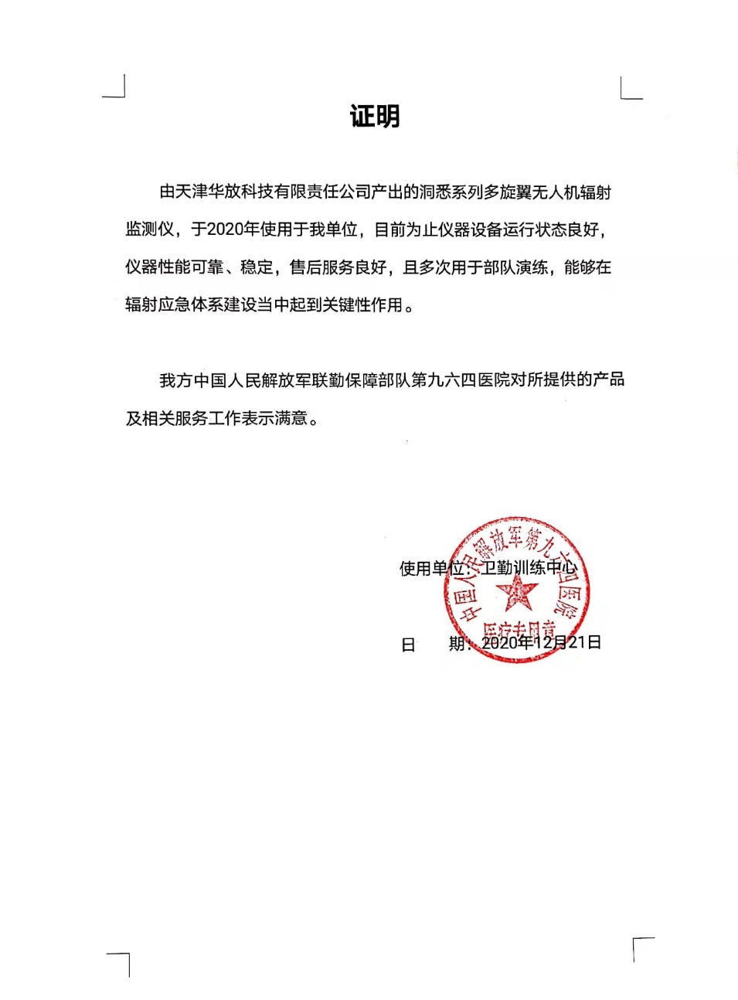 证明
由天津华放科技有限责任公司产出的洞悉系列多旋翼无人机辐射
监测仪，于2020年使用于我单位，目前为止仪器设备运行状态良好，
仪器性能可靠、稳定，售后服务良好，且多次用于部队演练，能够在
辐射应急体系建设当中起到关键性作用。
我方中国人民解放军联勤保障部队第九六四医院对所提供的产品
及相关服务工作表示满意。
中国人民解放军第九六四医院
使用单位：卫勤训练中心
医疗专用章
日 期：2020年12月21日